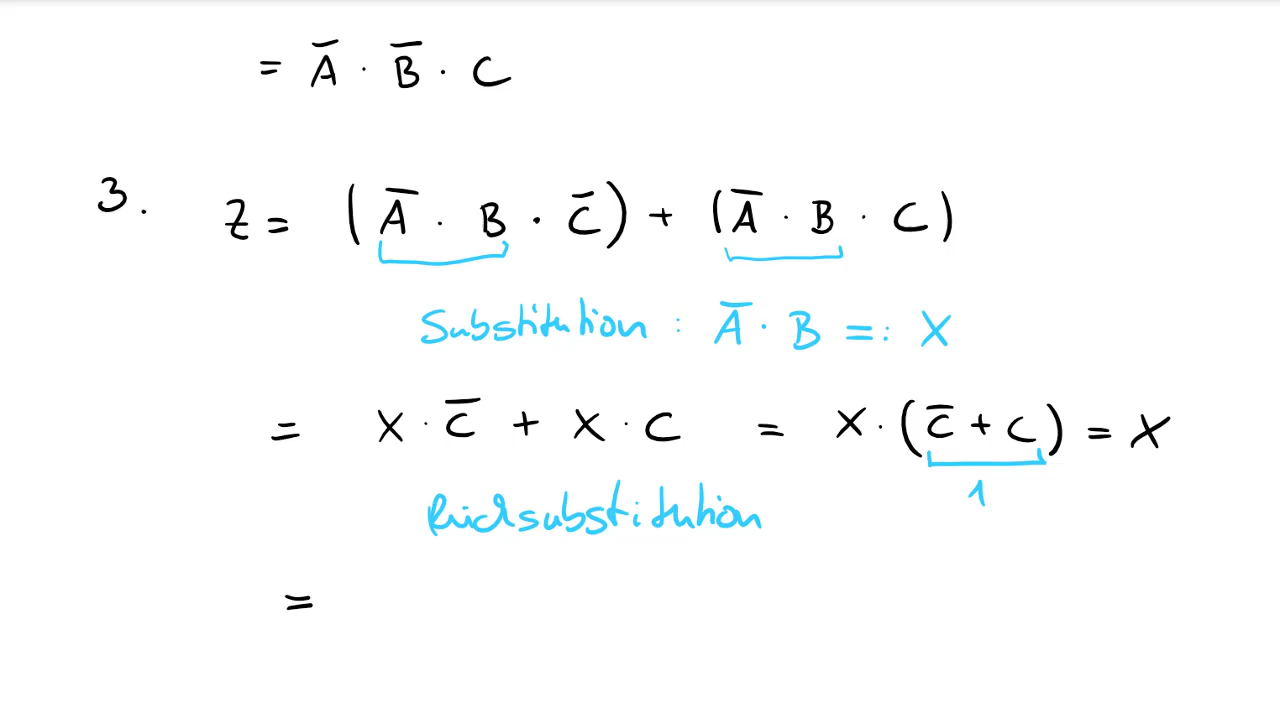 = A̅ · B̅ · C
3. Z = (A̅ · B · C̅) + (A̅ · B · C)
Substitution : A̅ · B =: X
= X · C̅ + X · C = X · (C̅ + C) = X
1
Rücksubstitution
=